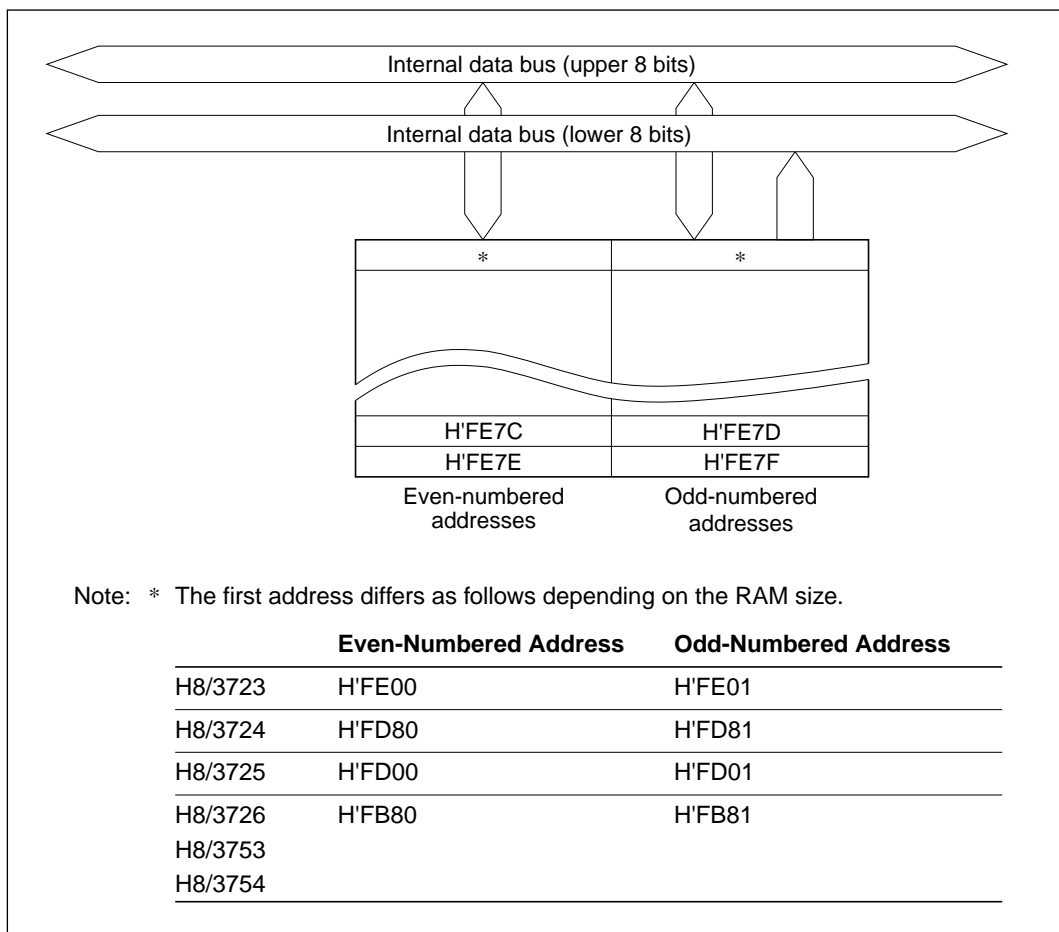 Internal data bus (upper 8 bits)
Internal data bus (lower 8 bits)
* *
H'FE7C H'FE7D
H'FE7E H'FE7F
Even-numbered addresses Odd-numbered addresses
Note: * The first address differs as follows depending on the RAM size.
Even-Numbered Address Odd-Numbered Address
H8/3723 H'FE00 H'FE01
H8/3724 H'FD80 H'FD81
H8/3725 H'FD00 H'FD01
H8/3726 H'FB80 H'FB81
H8/3753
H8/3754